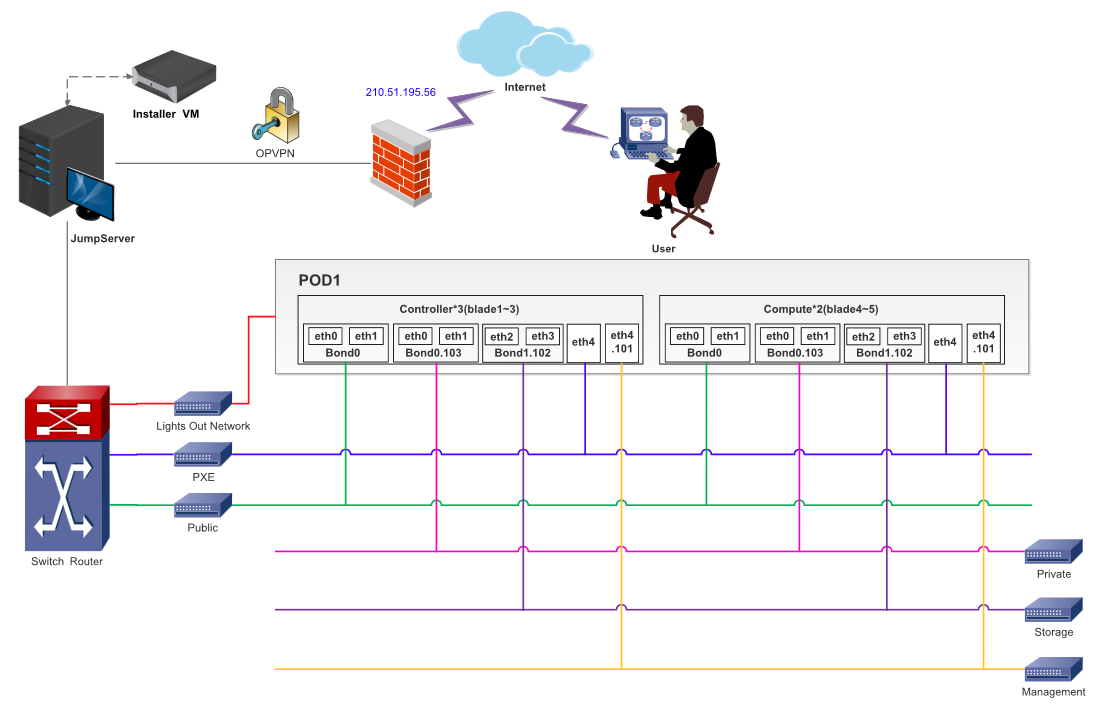 Internet
210.51.195.56
Installer VM
OPVPN
JumpServer
User
POD1
Controller*3(blade1~3)
Compute*2(blade4~5)
eth0 eth1
Bond0
eth0 eth1
Bond0.103
eth2 eth3
Bond1.102
eth4
eth4
.101
eth0 eth1
Bond0
eth0 eth1
Bond0.103
eth2 eth3
Bond1.102
eth4
eth4
.101
Lights Out Network
PXE
Public
Switch Router
Private
Storage
Management